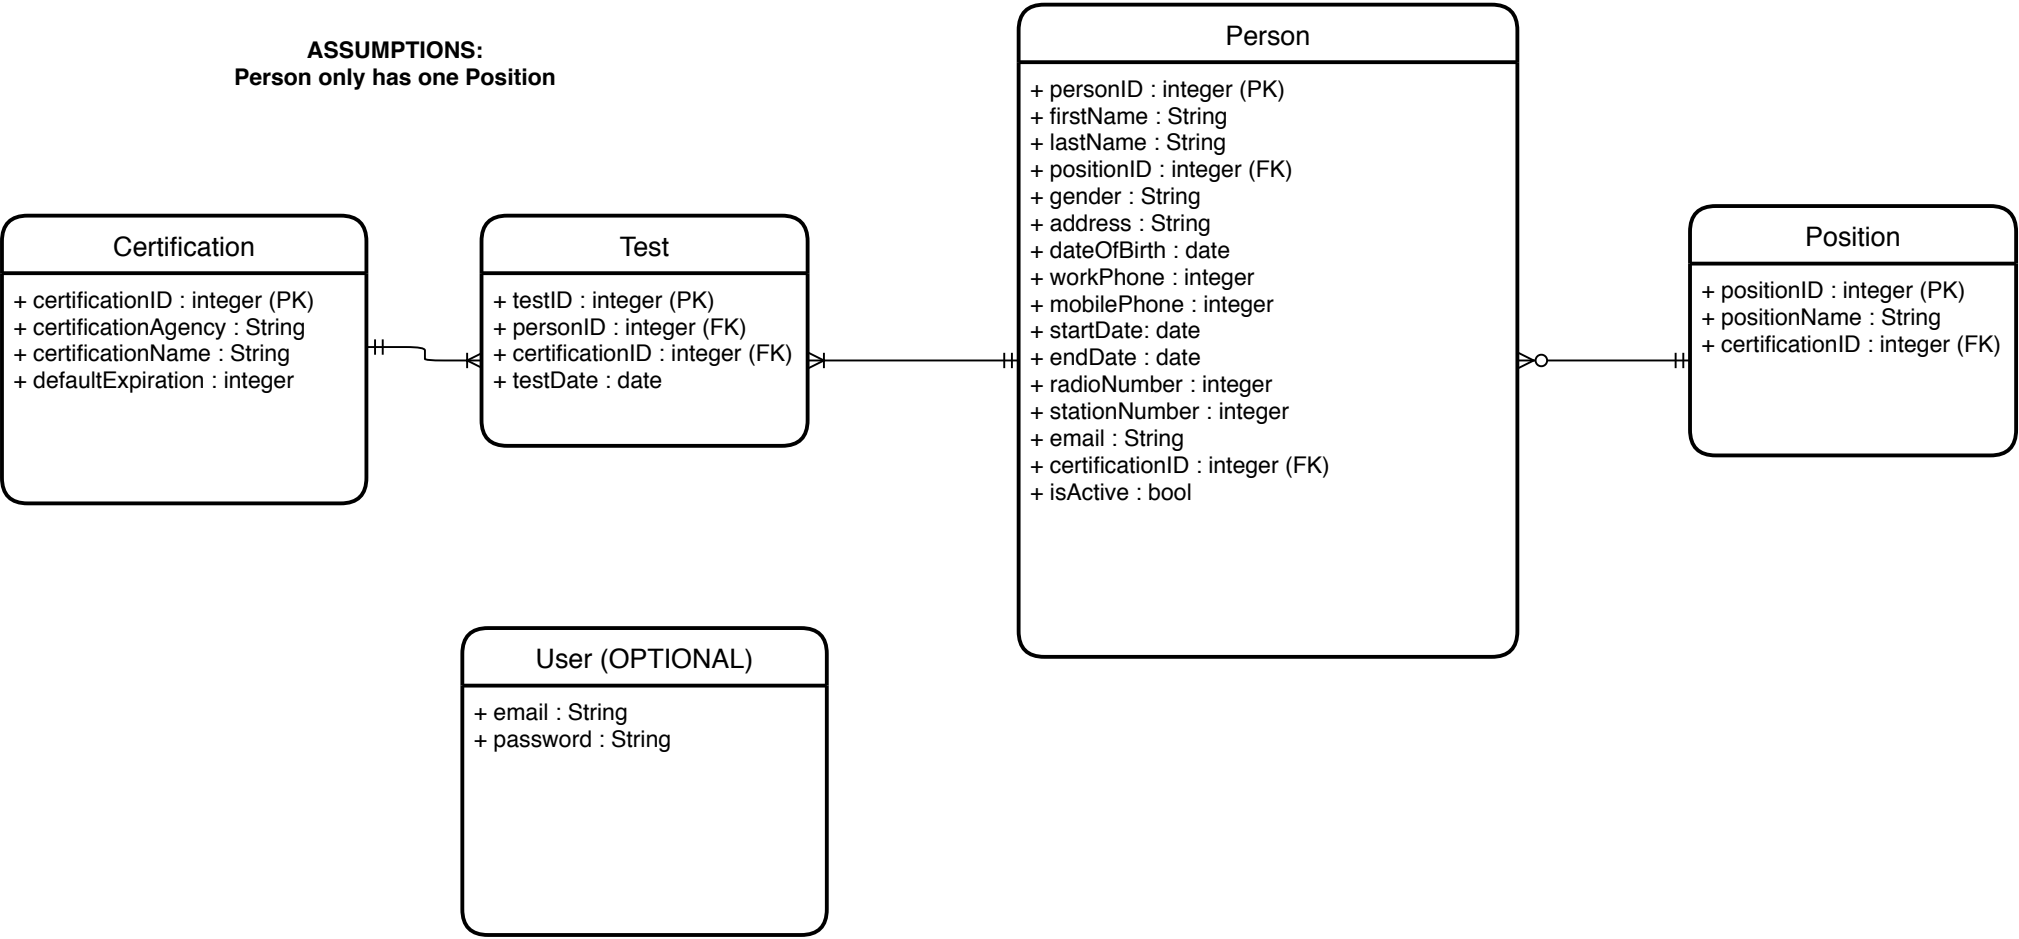 ASSUMPTIONS:
Person only has one Position
Certification
+ certificationID : integer (PK)
+ certificationAgency : String
+ certificationName : String
+ defaultExpiration : integer
Test
+ testID : integer (PK)
+ personID : integer (FK)
+ certificationID : integer (FK)
+ testDate : date
Person
+ personID : integer (PK)
+ firstName : String
+ lastName : String
+ positionID : integer (FK)
+ gender : String
+ address : String
+ dateOfBirth : date
+ workPhone : integer
+ mobilePhone : integer
+ startDate: date
+ endDate : date
+ radioNumber : integer
+ stationNumber : integer
+ email : String
+ certificationID : integer (FK)
+ isActive : bool
Position
+ positionID : integer (PK)
+ positionName : String
+ certificationID : integer (FK)
User (OPTIONAL)
+ email : String
+ password : String